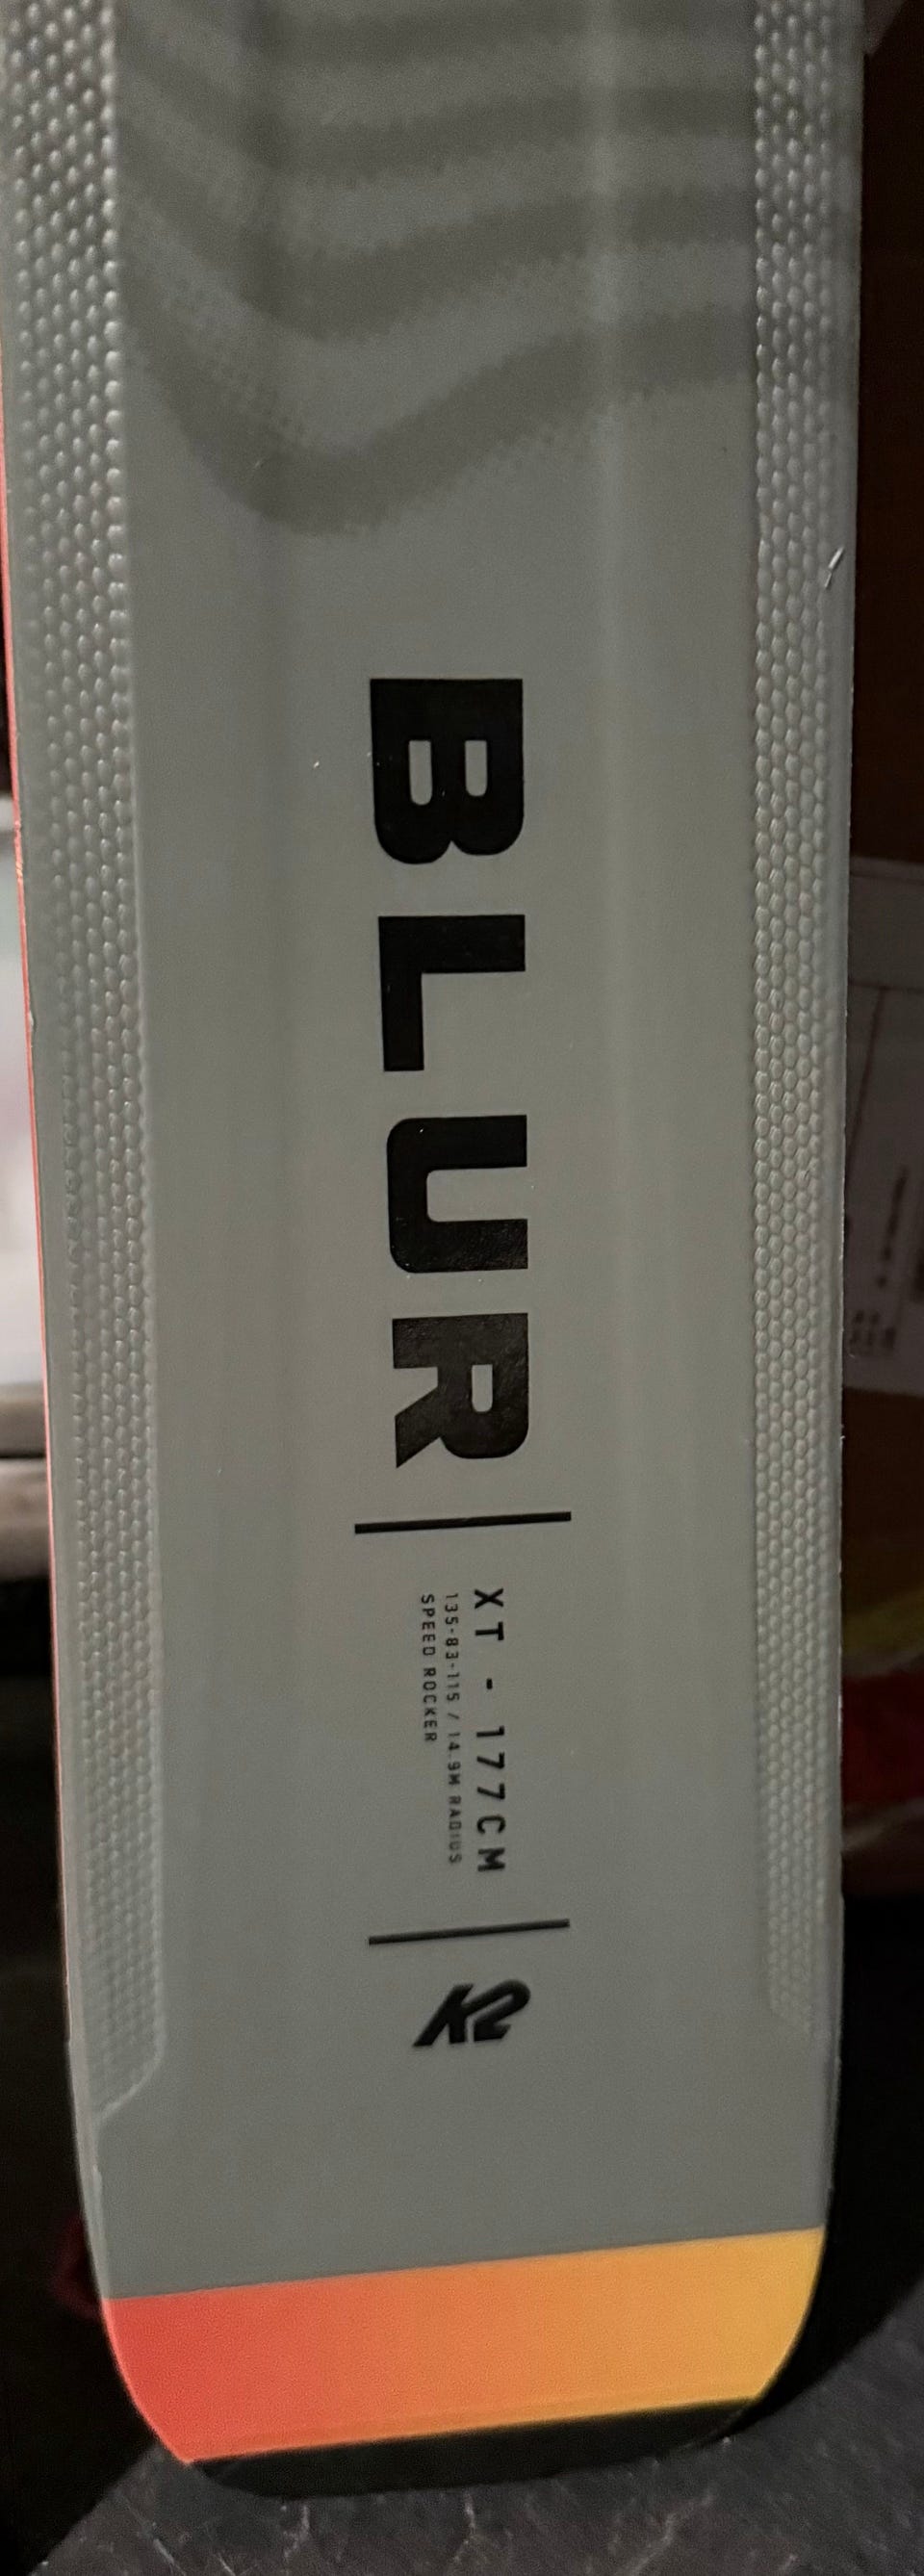 BLUR
XT - 177CM
135-83-115 / 14.9M RADIUS
SPEED ROCKER
K2